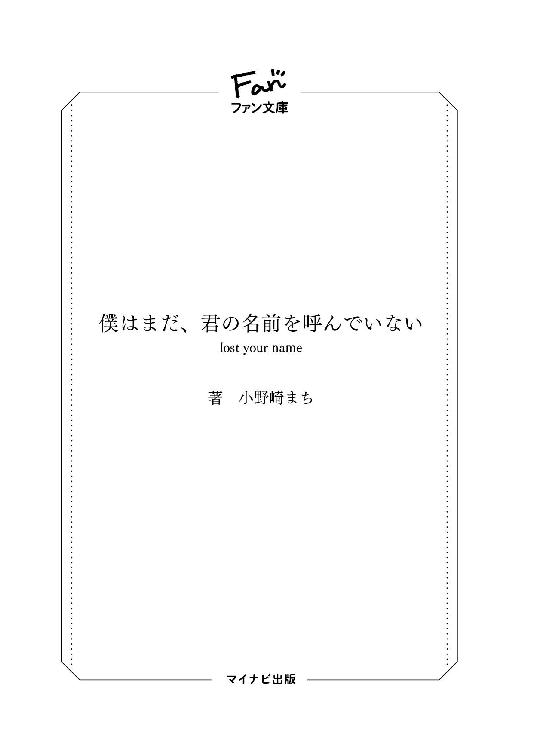 Fan
ファン文庫
僕はまだ、君の名前を呼んでいない
lost your name
著　小野崎まち
マイナビ出版